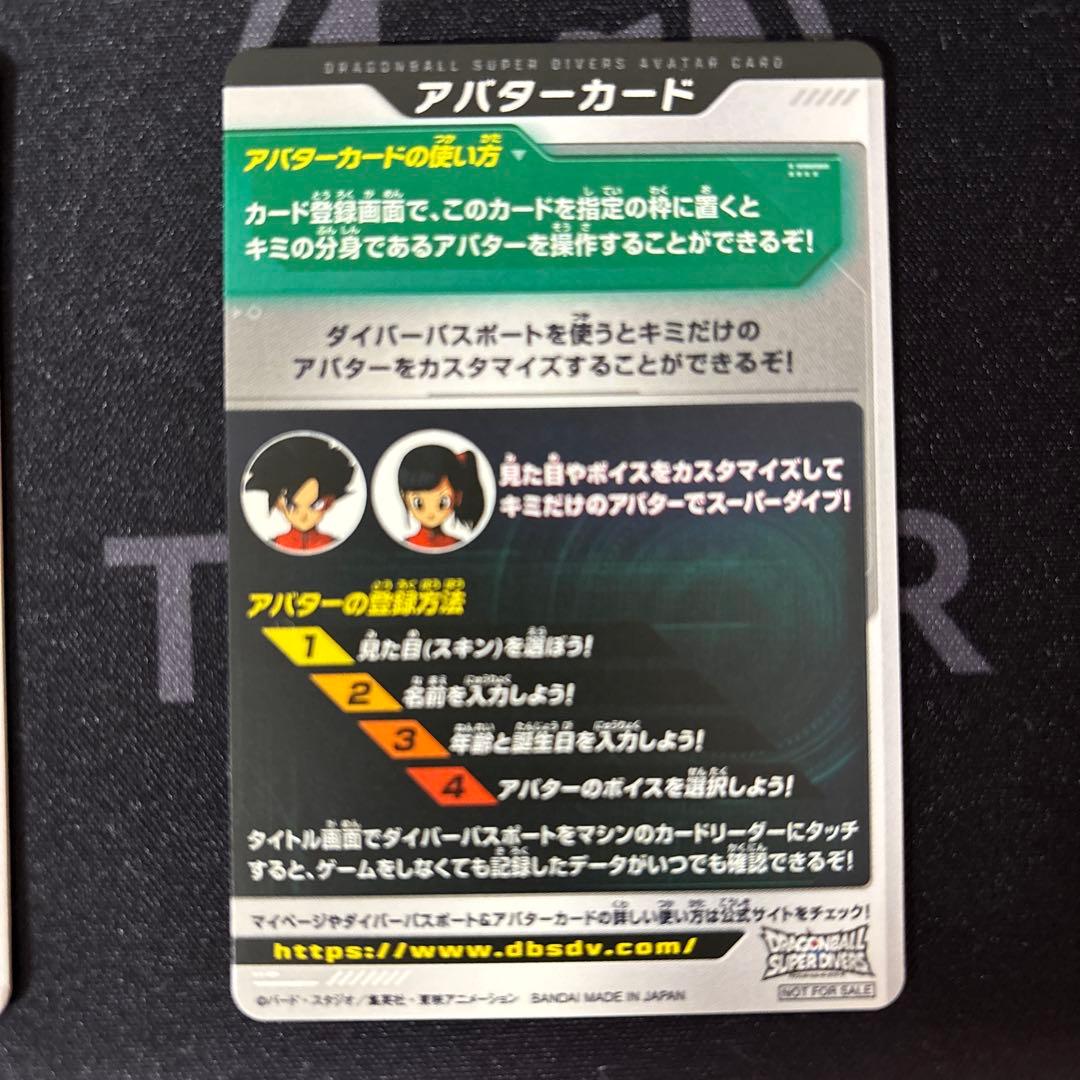 DRAGONBALL SUPER DIVERS AVATAR CARD
アバターカード
アバターカードの使い方
カード登録画面で、このカードを指定の枠に置くと
キミの分身であるアバターを操作することができるぞ!
ダイバーパスポートを使うとキミだけの
アバターをカスタマイズすることができるぞ!
見た目やボイスをカスタマイズして
キミだけのアバターでスーパーダイブ!
アバターの登録方法
1 見た目(スキン)を選ぼう!
2 名前を入力しよう!
3 年齢と誕生日を入力しよう!
4 アバターのボイスを選択しよう!
タイトル画面でダイバーパスポートをマシンのカードリーダーにタッチ
すると、ゲームをしなくても記録したデータがいつでも確認できるぞ!
マイページやダイバーパスポート&アバターカードの詳しい使い方は公式サイトをチェック!
https://www.dbsdv.com/
DRAGONBALL
SUPER DIVERS
©バード・スタジオ/集英社・東映アニメーション BANDAI MADE IN JAPAN
NOT FOR SALE
T
R